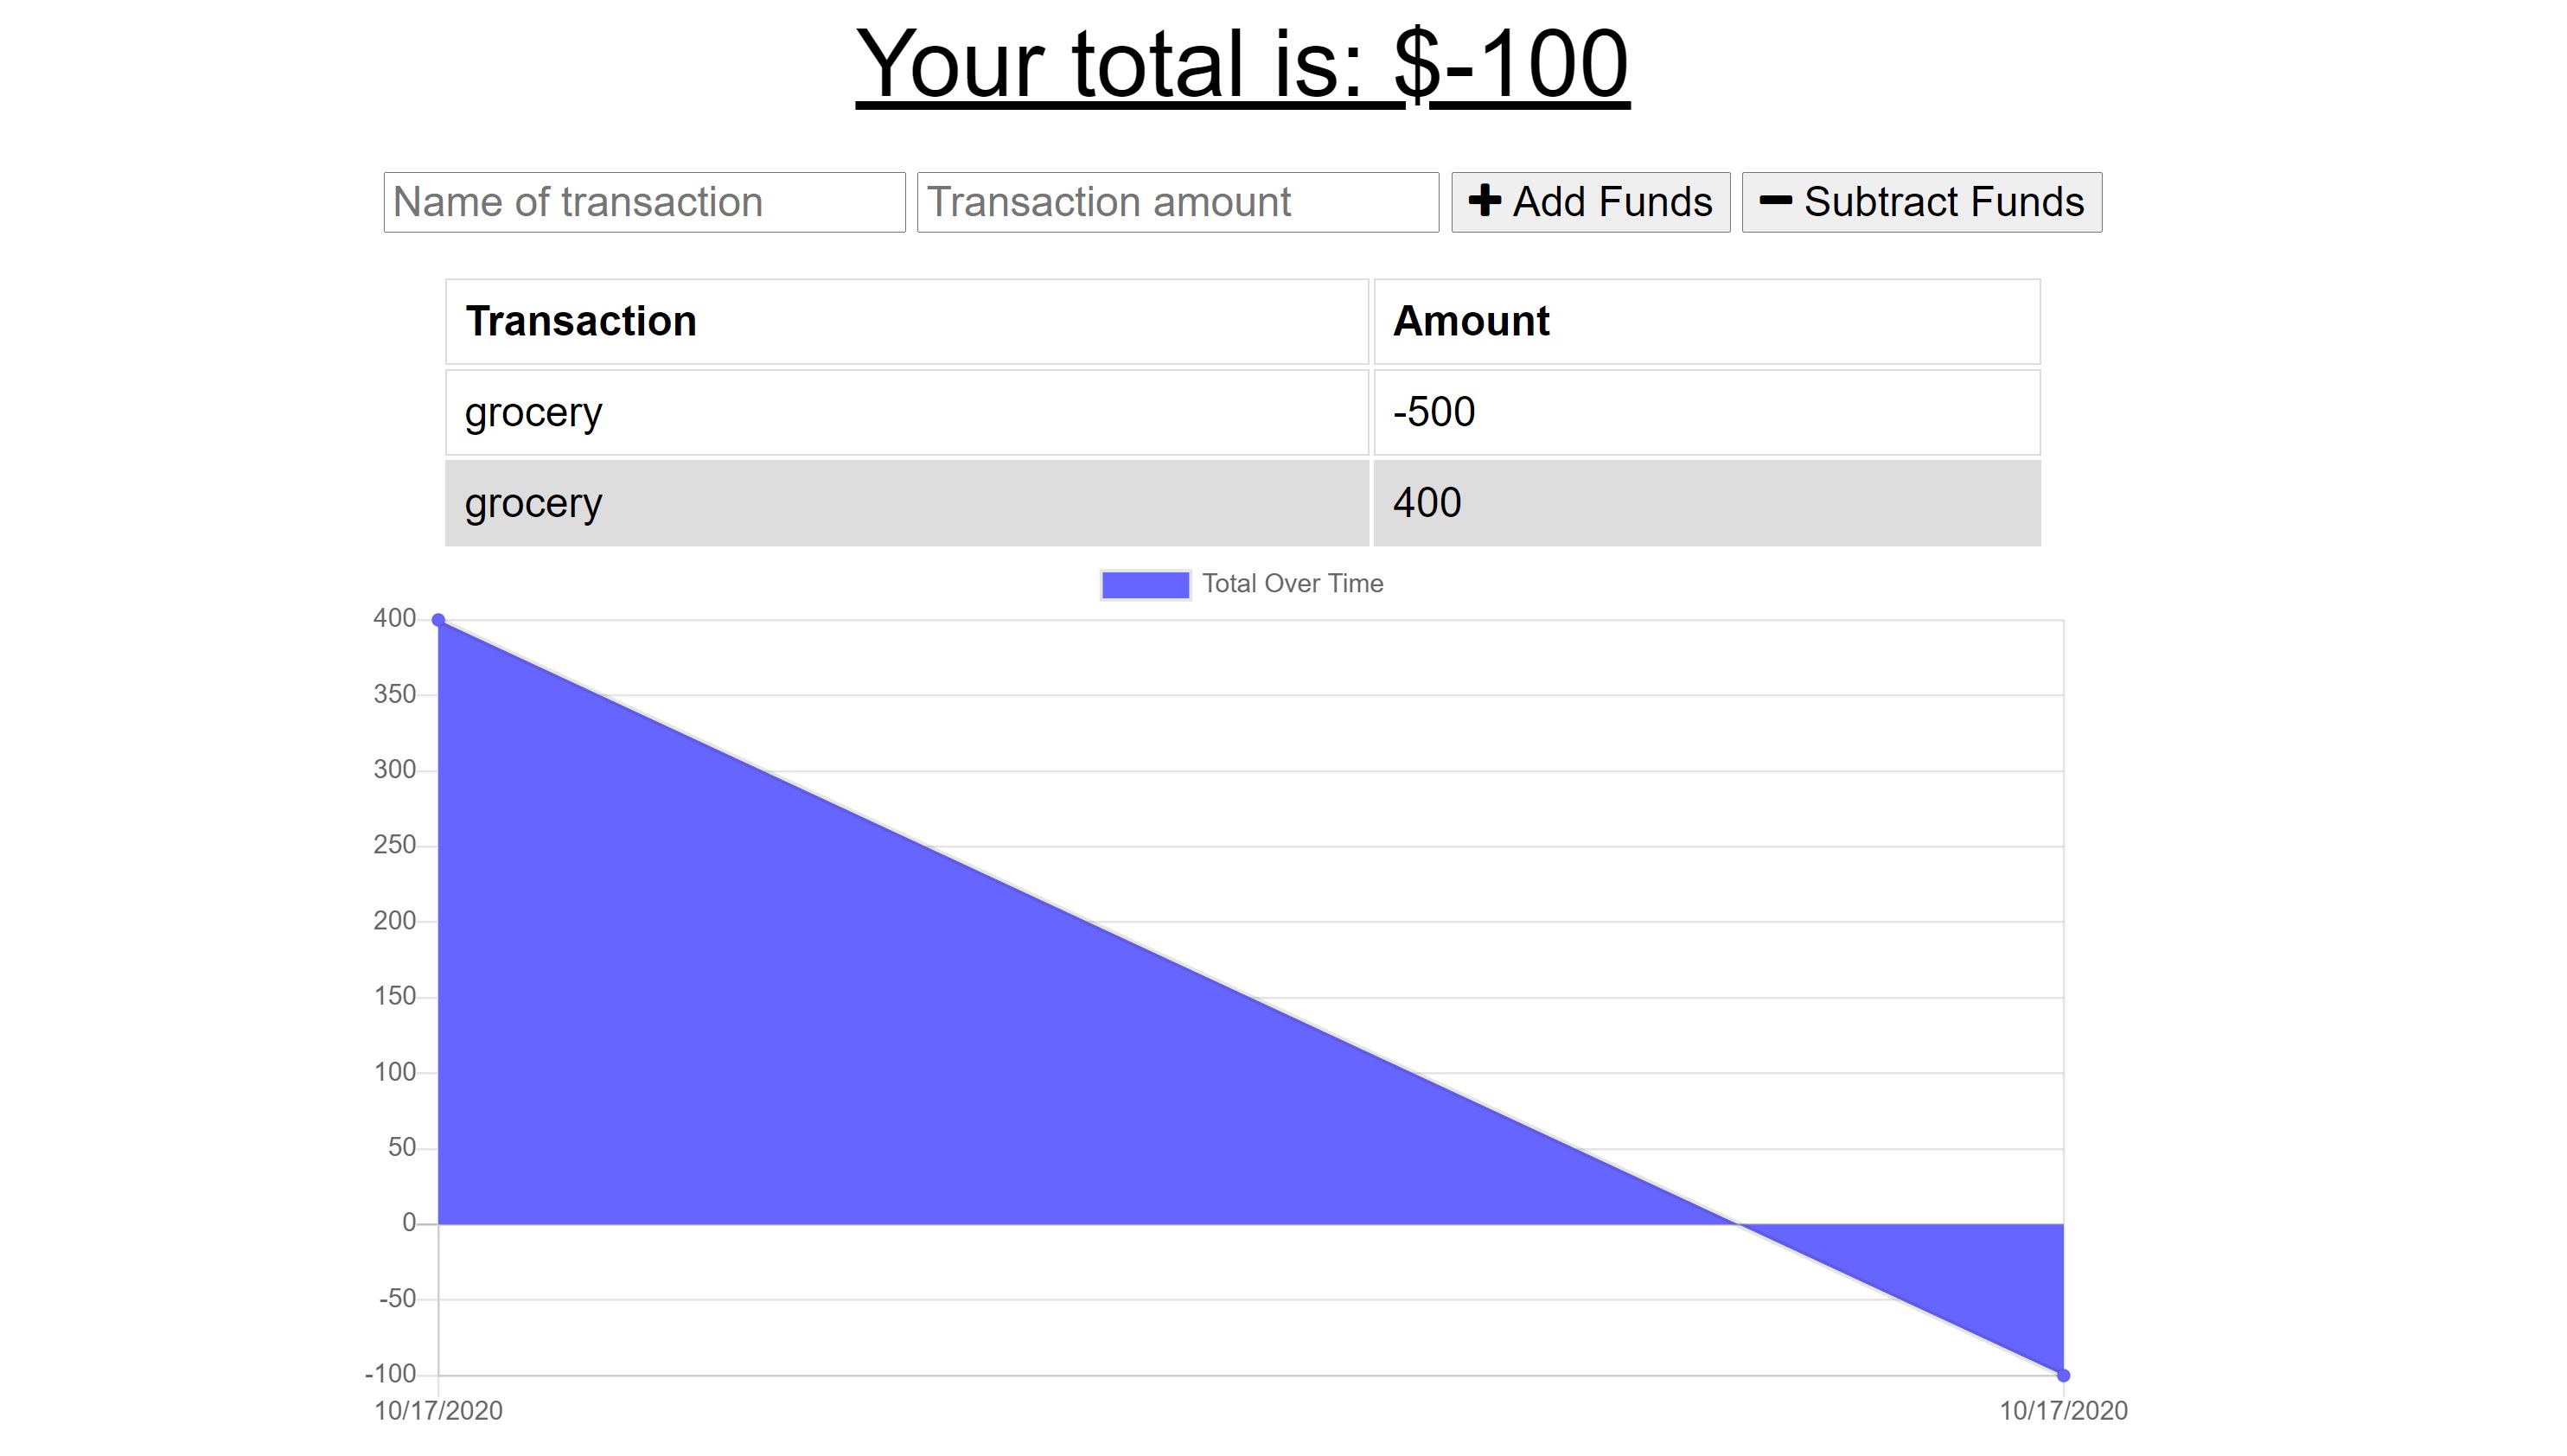 Your total is: $-100
Name of transaction Transaction amount Add Funds Subtract Funds
Transaction Amount
grocery -500
grocery 400
Total Over Time
400
350
300
250
200
150
100
50
0
-50
-100
10/17/2020 10/17/2020